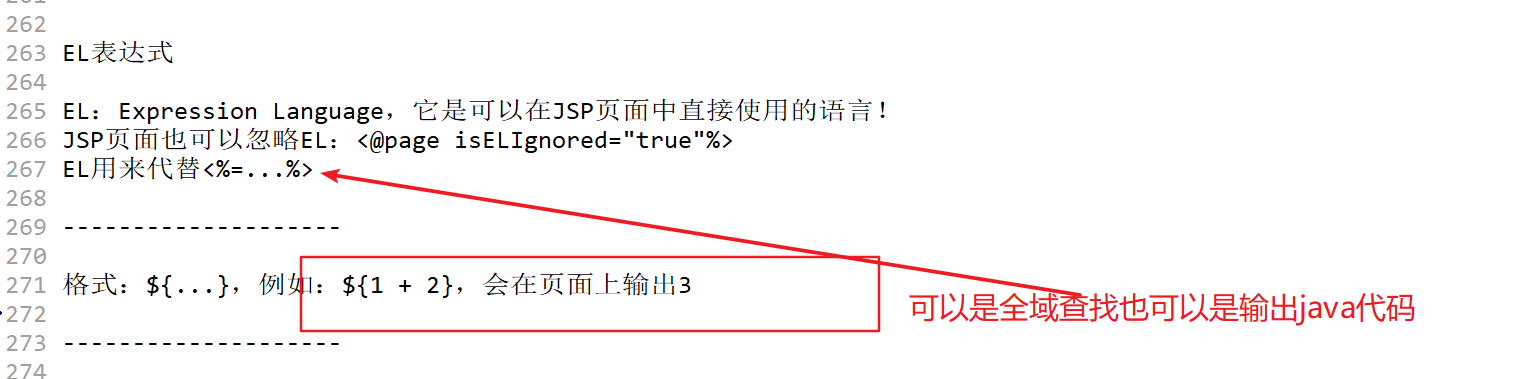 261
262
263 EL表达式
264
265 EL：Expression Language，它是可以在JSP页面中直接使用的语言！
266 JSP页面也可以忽略EL：<@page isELIgnored="true"%>
267 EL用来代替<%=...%>
268
269 --------------------
270
271 格式：${...}，例如：${1 + 2}，会在页面上输出3
272
可以是全域查找也可以是输出java代码
273 --------------------
274